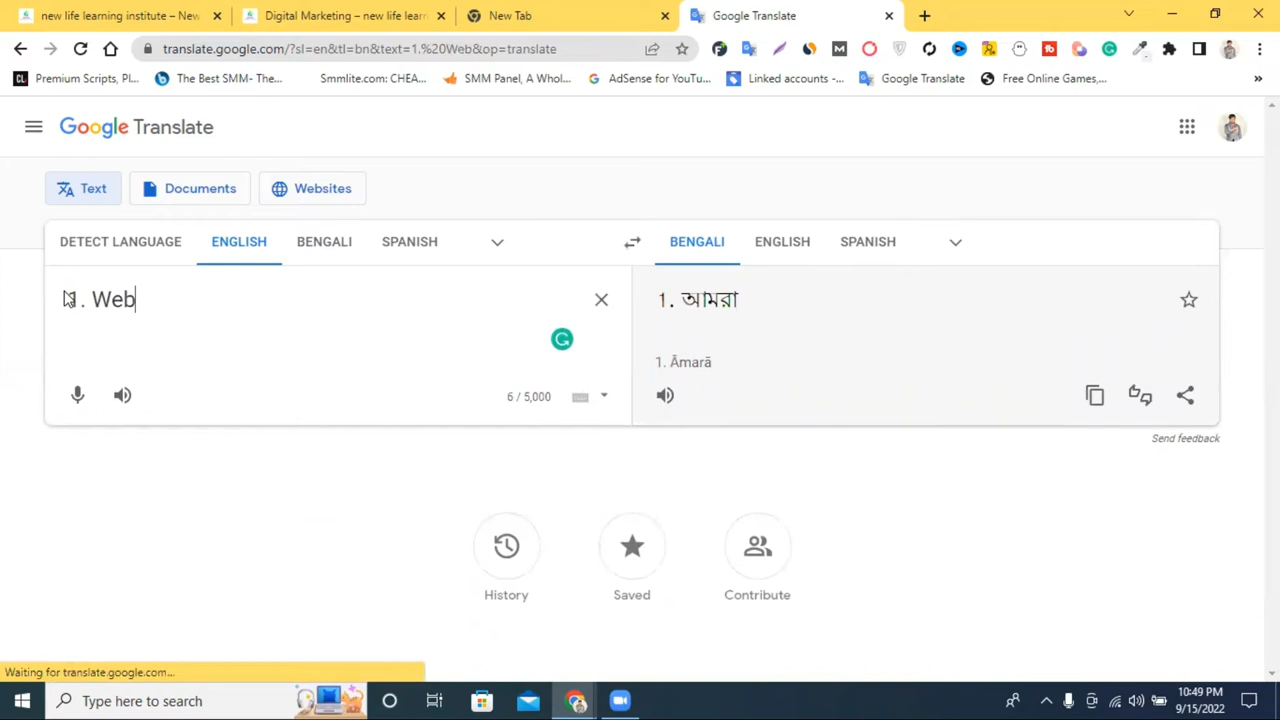 new life learning institute – New
Digital Marketing – new life learn
New Tab
Google Translate
translate.google.com/?sl=en&tl=bn&text=1.%20Web&op=translate
Premium Scripts, Pl...
The Best SMM- The...
Smmlite.com: CHEA...
SMM Panel, A Whol...
AdSense for YouTu...
Linked accounts -...
Google Translate
Free Online Games,...
Google Translate
Text
Documents
Websites
DETECT LANGUAGE
ENGLISH
BENGALI
SPANISH
BENGALI
ENGLISH
SPANISH
1. Web
1. আমরা
1. Āmarā
6 / 5,000
Send feedback
History
Saved
Contribute
Waiting for translate.google.com...
Type here to search
10:49 PM
9/15/2022